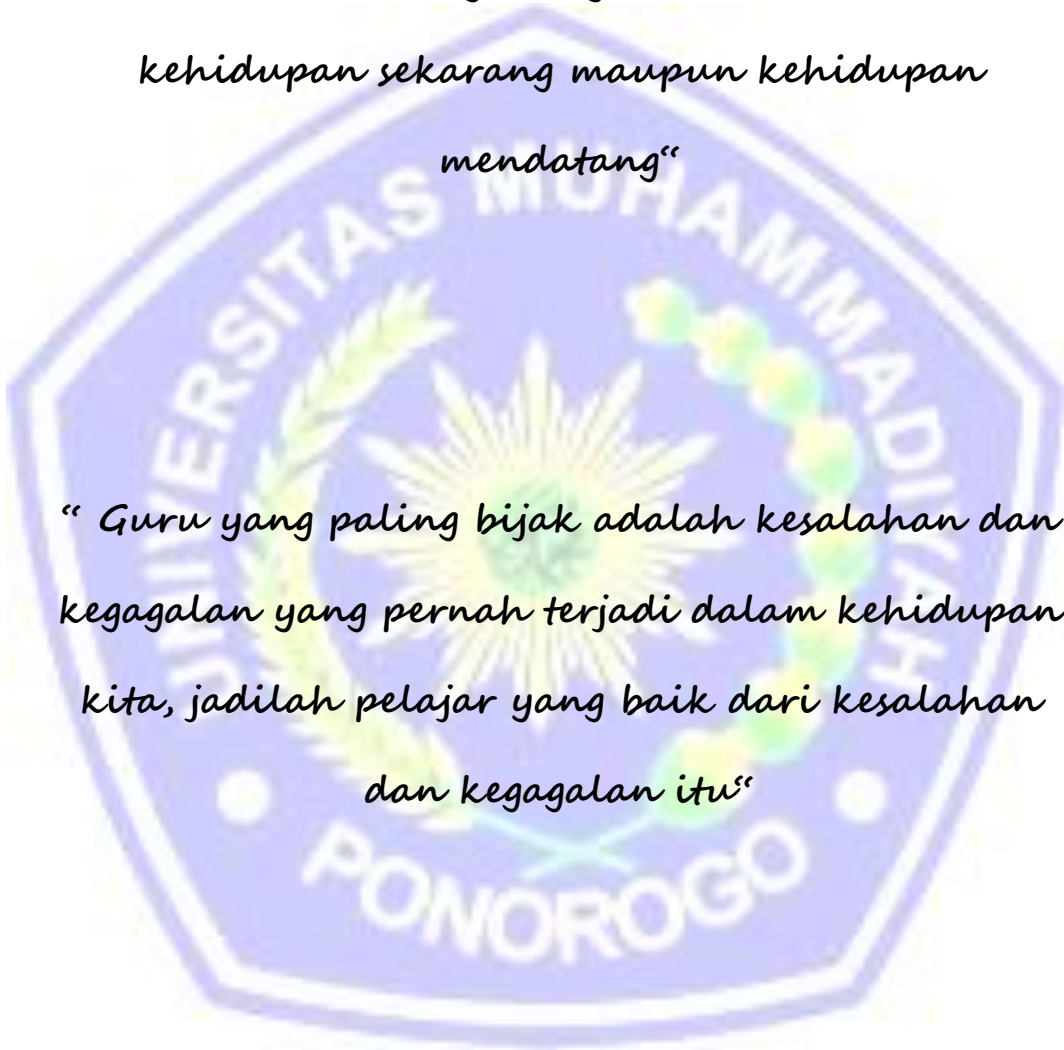 kehidupan sekarang maupun kehidupan
mendatang“
UNIVERSITAS MUHAMMADIYAH
“ Guru yang paling bijak adalah kesalahan dan
kegagalan yang pernah terjadi dalam kehidupan
kita, jadilah pelajar yang baik dari kesalahan
dan kegagalan itu“
PONOROGO